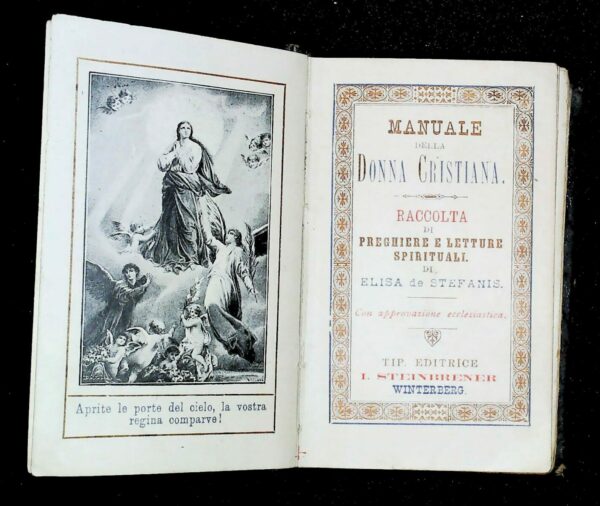 Aprite le porte del cielo, la vostra
regina comparve!
MANUALE
DELLA
DONNA CRISTIANA.
RACCOLTA
DI
PREGHIERE E LETTURE
SPIRITUALI.
DI
ELISA de STEFANIS.
Con approvazione ecclesiastica.
TIP. EDITRICE
I. STEINBRENER
WINTERBERG.